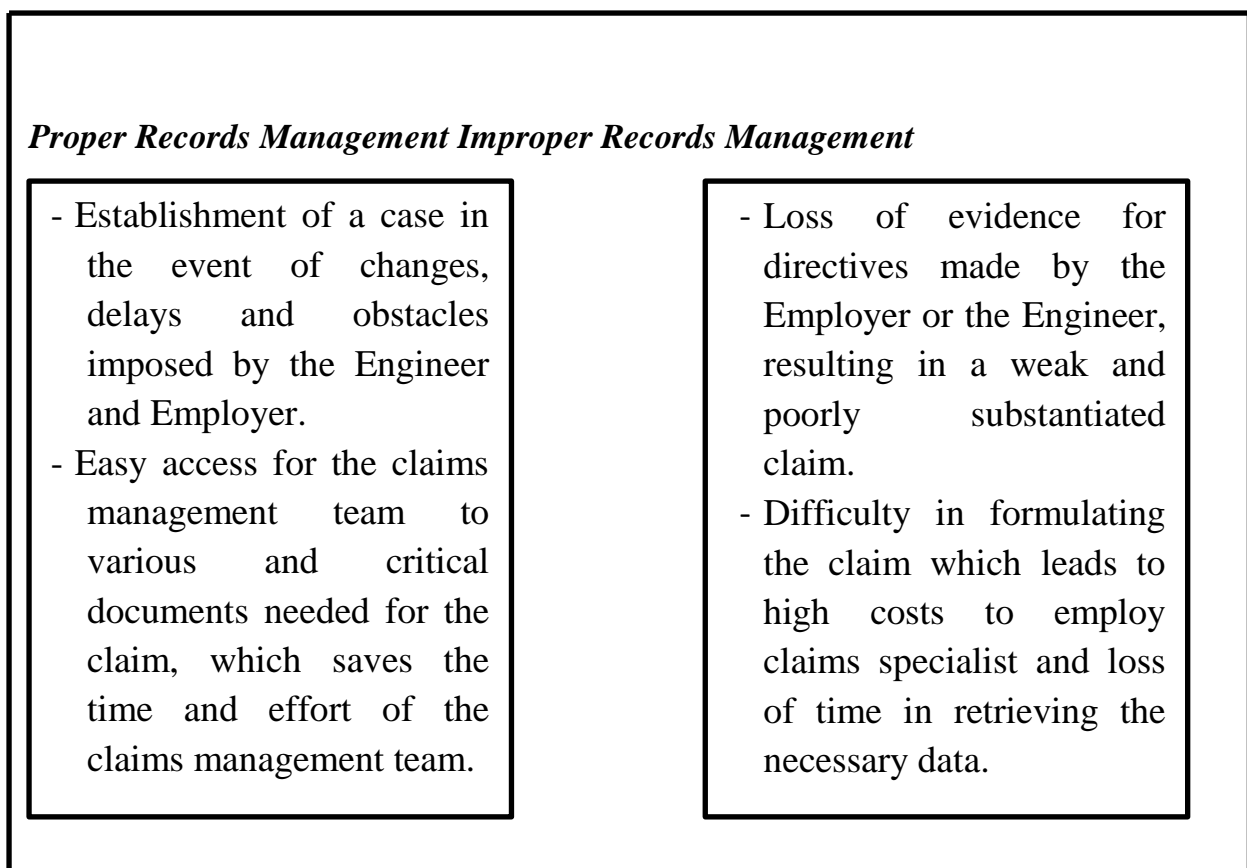 Proper Records Management Improper Records Management
- Establishment of a case in
the event of changes,
delays and obstacles
imposed by the Engineer
and Employer.
- Easy access for the claims
management team to
various and critical
documents needed for the
claim, which saves the
time and effort of the
claims management team.
- Loss of evidence for
directives made by the
Employer or the Engineer,
resulting in a weak and
poorly substantiated
claim.
- Difficulty in formulating
the claim which leads to
high costs to employ
claims specialist and loss
of time in retrieving the
necessary data.